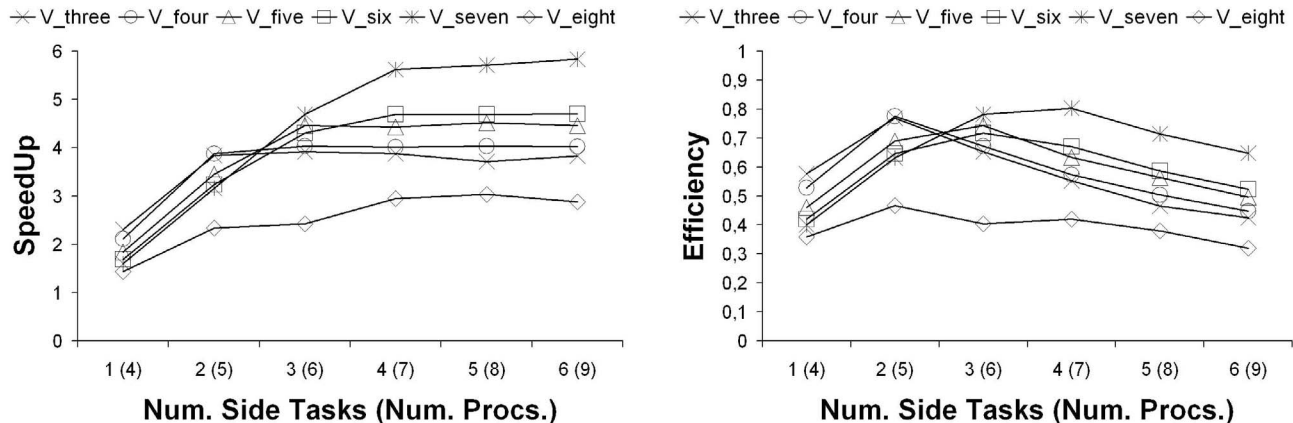 V_three V_four V_five V_six V_seven V_eight
SpeedUp
6
5
4
3
2
1
0
1 (4) 2 (5) 3 (6) 4 (7) 5 (8) 6 (9)
Num. Side Tasks (Num. Procs.)
V_three V_four V_five V_six V_seven V_eight
Efficiency
1
0,9
0,8
0,7
0,6
0,5
0,4
0,3
0,2
0,1
0
1 (4) 2 (5) 3 (6) 4 (7) 5 (8) 6 (9)
Num. Side Tasks (Num. Procs.)